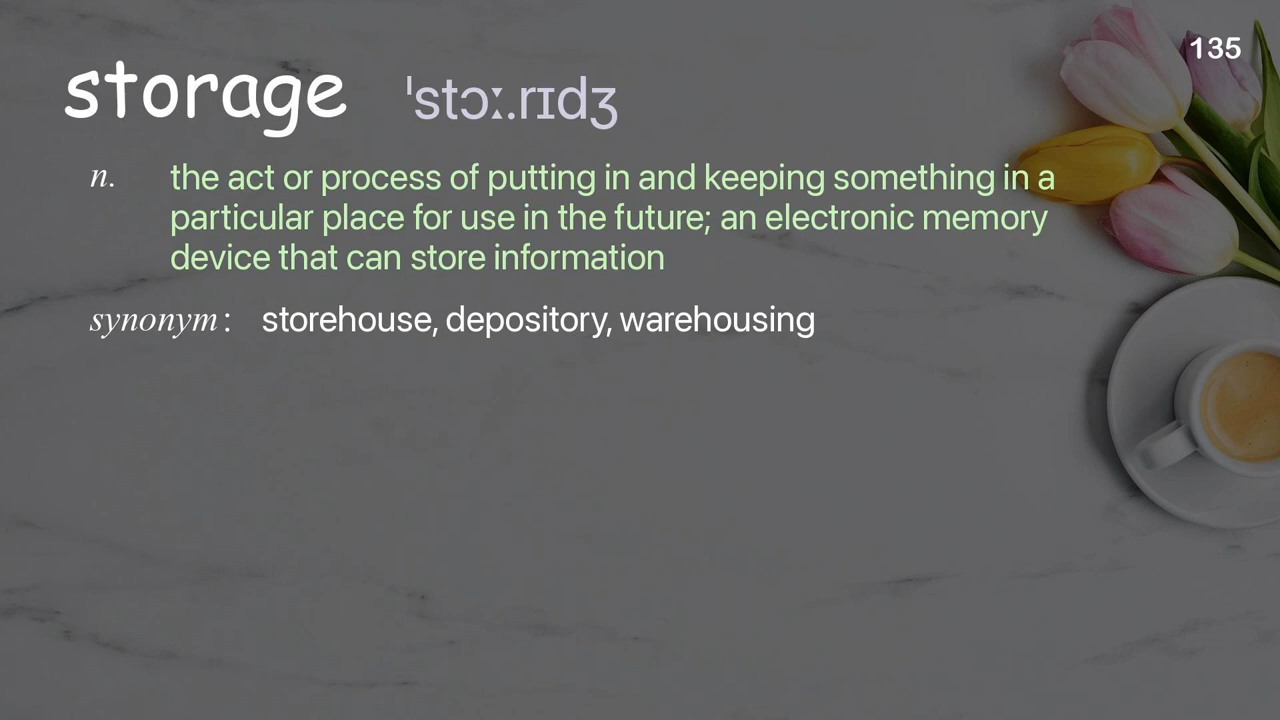 135
storage ˈstɔː.rɪdʒ
n. the act or process of putting in and keeping something in a
particular place for use in the future; an electronic memory
device that can store information
synonym: storehouse, depository, warehousing